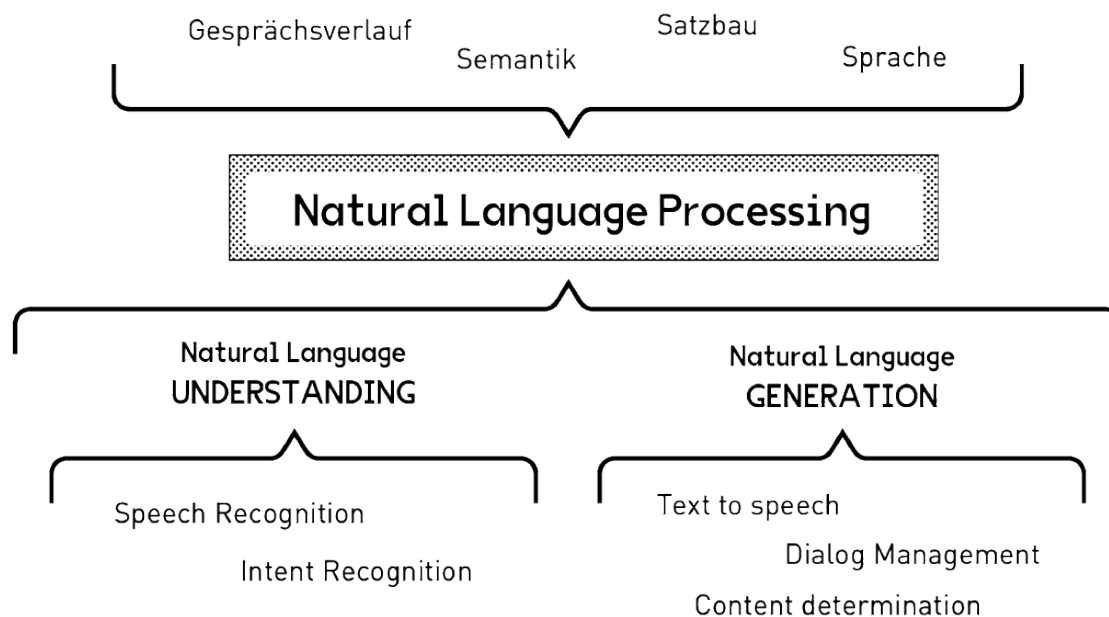 Gesprächsverlauf
Semantik
Satzbau
Sprache
Natural Language Processing
Natural Language
UNDERSTANDING
Speech Recognition
Intent Recognition
Natural Language
GENERATION
Text to speech
Dialog Management
Content determination